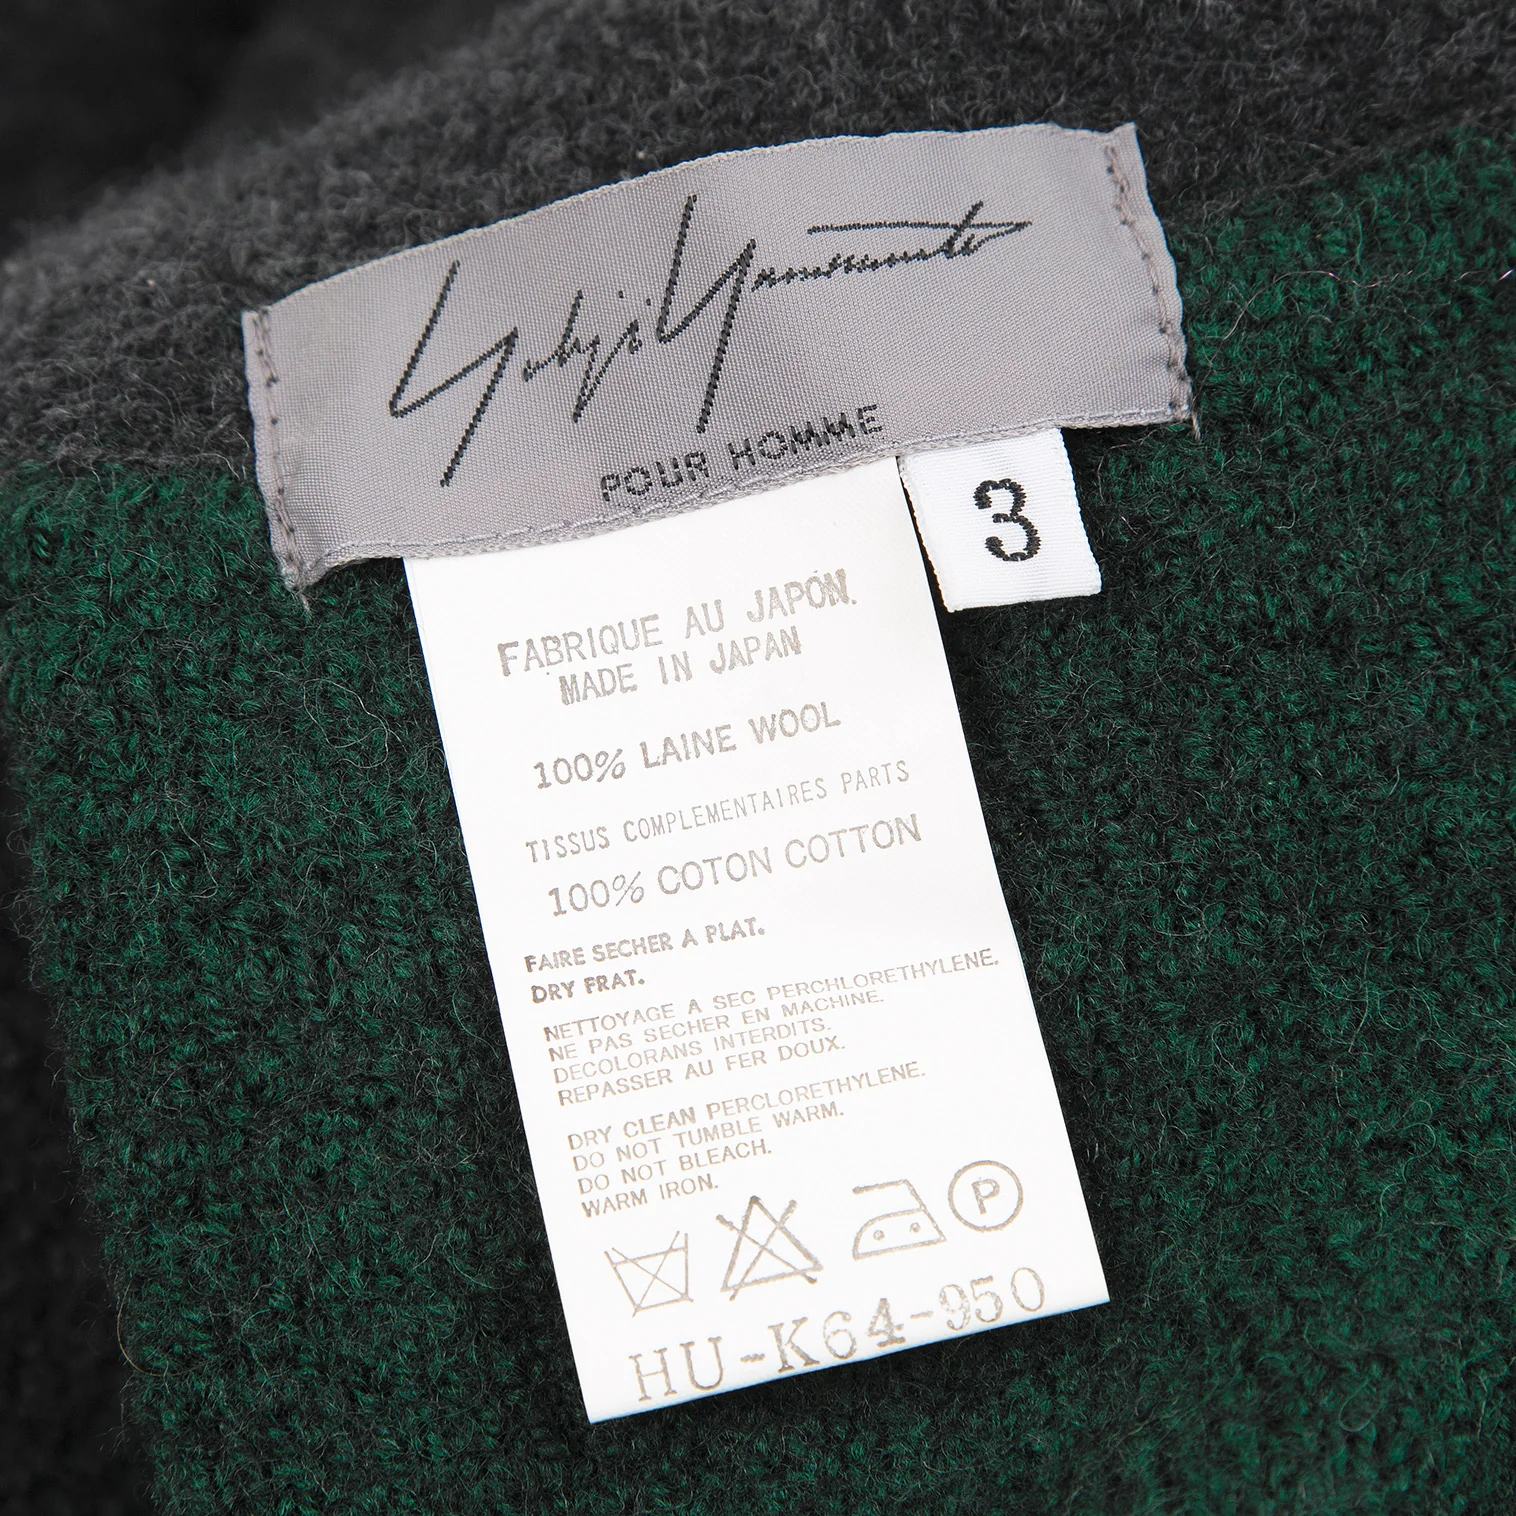 Yohji Yamamoto
POUR HOMME
3
FABRIQUE AU JAPON.
MADE IN JAPAN
100% LAINE WOOL
TISSUS COMPLEMENTAIRES PARTS
100% COTON COTTON
FAIRE SECHER A PLAT.
DRY FRAT.
NETTOYAGE A SEC PERCHLORETHYLENE.
NE PAS SECHER EN MACHINE.
DECOLORANS INTERDITS.
REPASSER AU FER DOUX.
DRY CLEAN PERCLORETHYLENE.
DO NOT TUMBLE WARM.
DO NOT BLEACH.
WARM IRON.
P
HU-K64-950